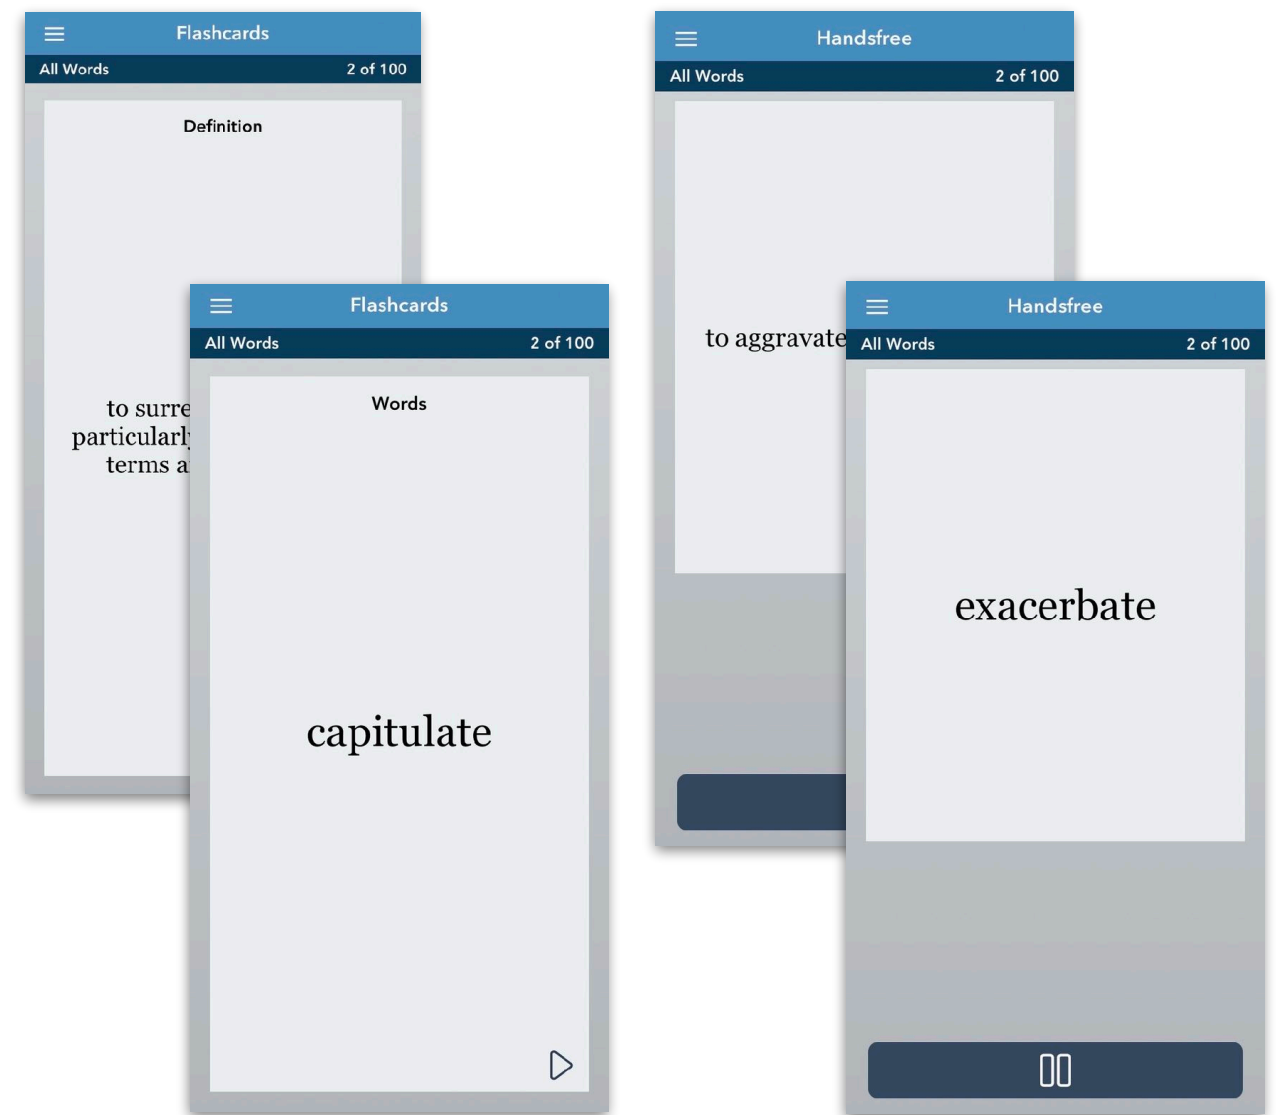 Flashcards
All Words 2 of 100
Definition
to surre
particularly
terms a
Flashcards
All Words 2 of 100
Words
capitulate
Handsfree
All Words 2 of 100
to aggravate
Handsfree
All Words 2 of 100
exacerbate